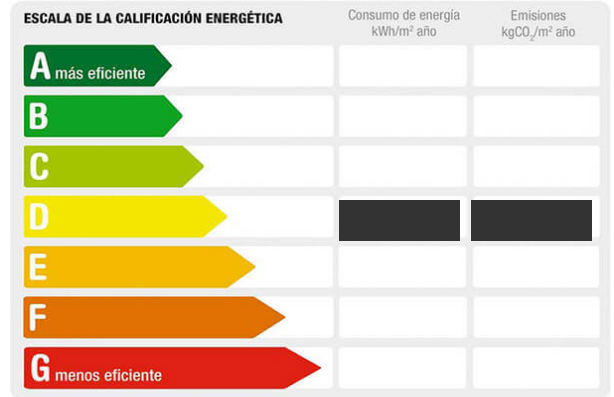 ESCALA DE LA CALIFICACIÓN ENERGÉTICA
Consumo de energía
kWh/m² año
Emisiones
kgCO₂/m² año
A más eficiente
B
C
D
E
F
G menos eficiente